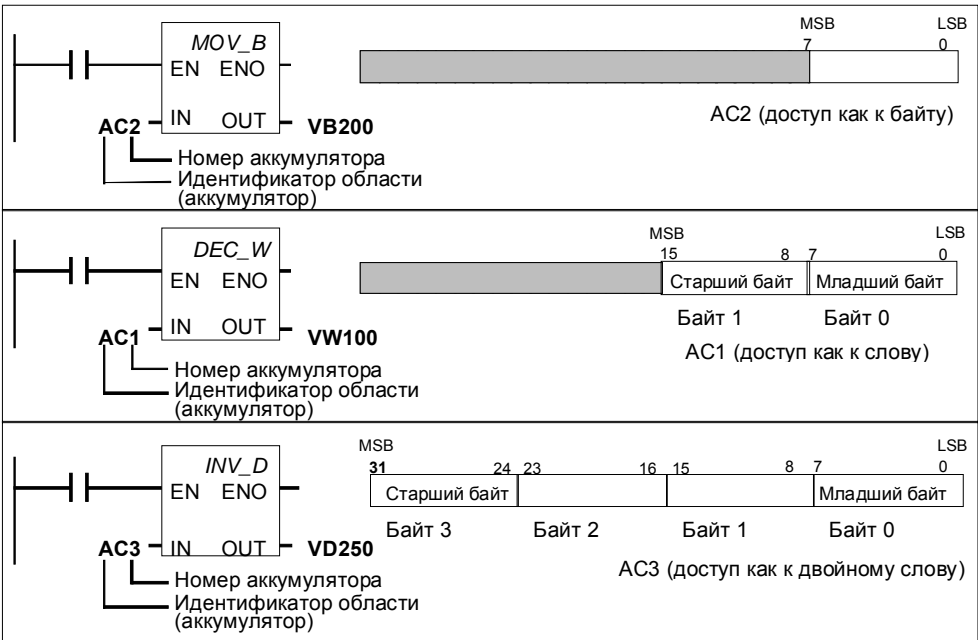 MOV_B
EN ENO
IN OUT
AC2
VB200
Номер аккумулятора
Идентификатор области
(аккумулятор)
MSB LSB
7 0
AC2 (доступ как к байту)
DEC_W
EN ENO
IN OUT
AC1
VW100
Номер аккумулятора
Идентификатор области
(аккумулятор)
MSB LSB
15 8 7 0
Старший байт Младший байт
Байт 1 Байт 0
AC1 (доступ как к слову)
INV_D
EN ENO
IN OUT
AC3
VD250
Номер аккумулятора
Идентификатор области
(аккумулятор)
MSB LSB
31 24 23 16 15 8 7 0
Старший байт Младший байт
Байт 3 Байт 2 Байт 1 Байт 0
AC3 (доступ как к двойному слову)